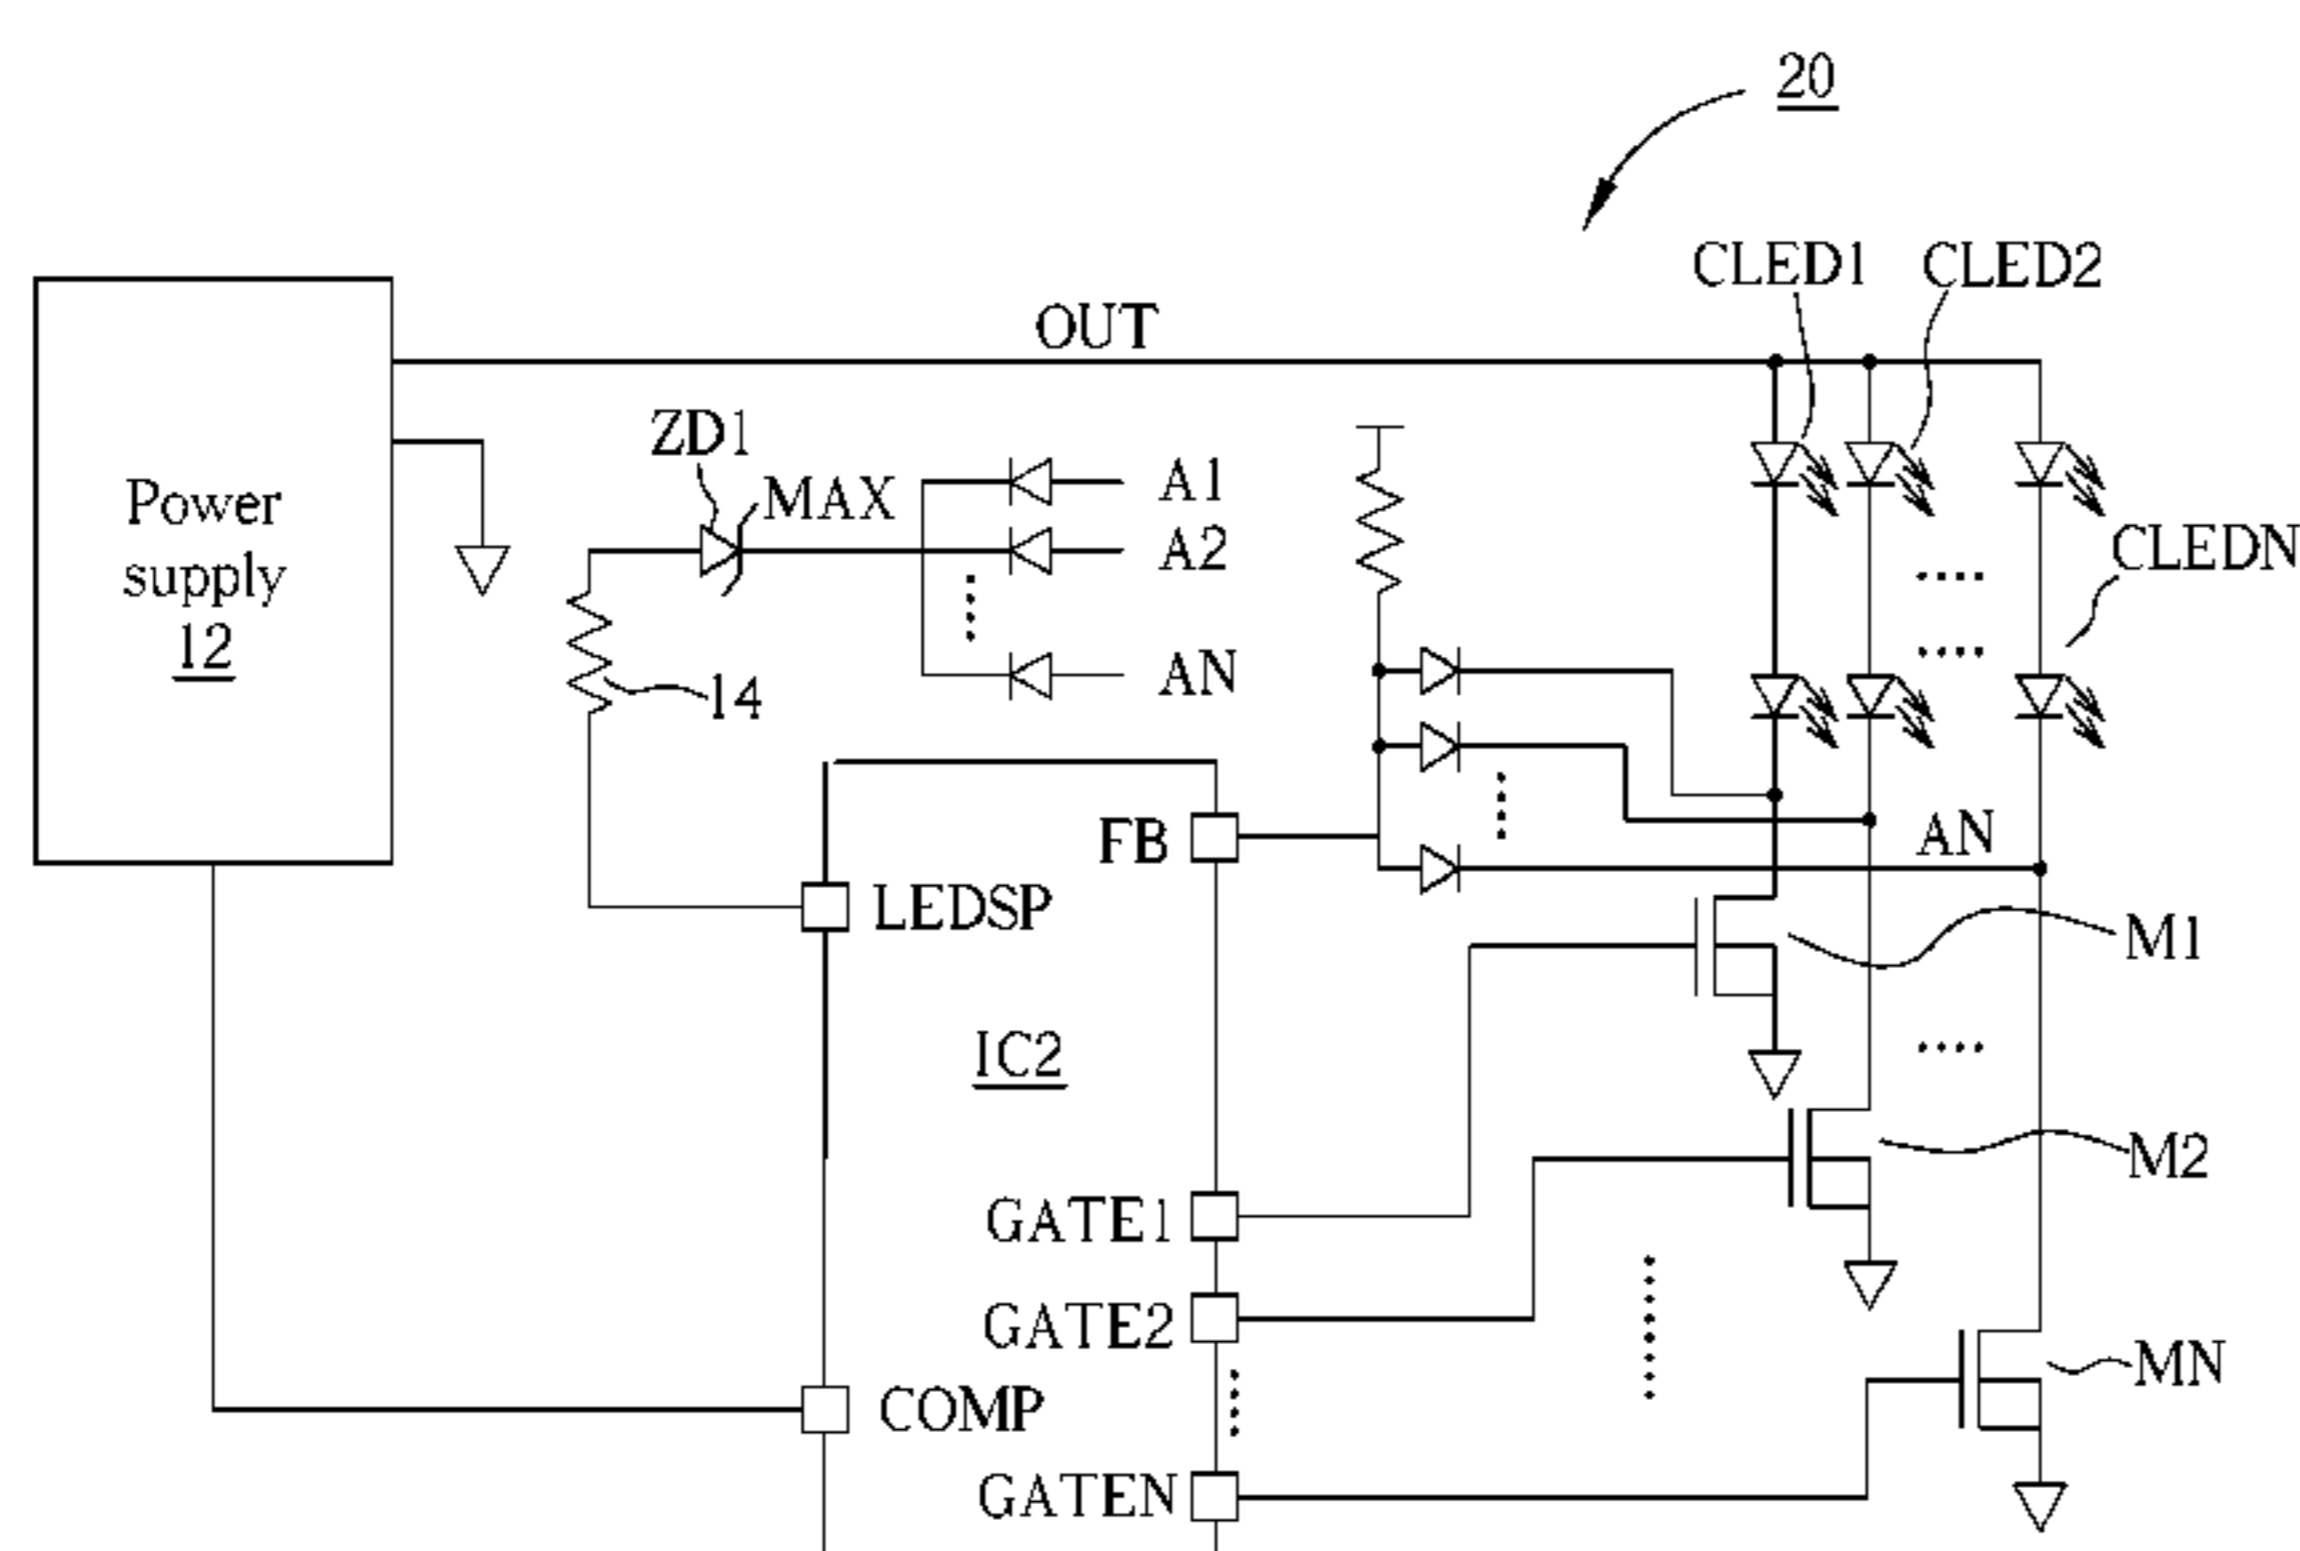 20
CLED1
CLED2
OUT
ZD1
MAX
A1
Power
supply
12
A2
CLEDN
AN
14
FB
AN
LEDSP
M1
IC2
M2
GATE1
GATE2
MN
COMP
GATEN